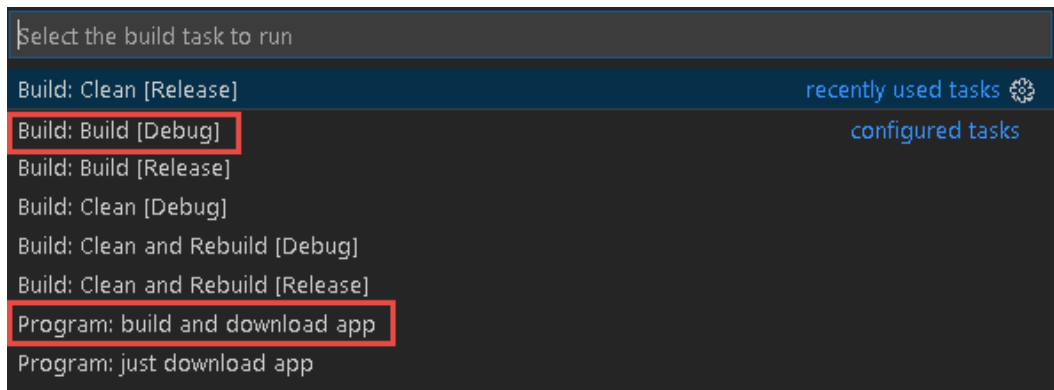 Select the build task to run
Build: Clean [Release] recently used tasks
Build: Build [Debug] configured tasks
Build: Build [Release]
Build: Clean [Debug]
Build: Clean and Rebuild [Debug]
Build: Clean and Rebuild [Release]
Program: build and download app
Program: just download app